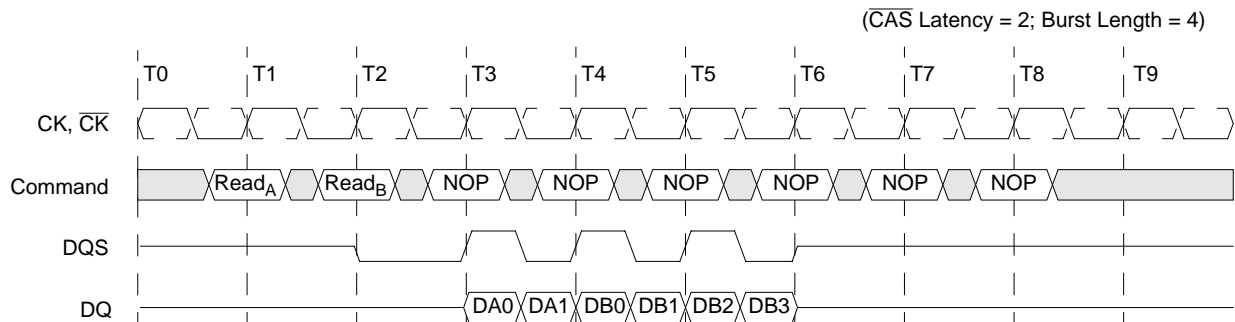 (CAS Latency = 2; Burst Length = 4)
T0 T1 T2 T3 T4 T5 T6 T7 T8 T9
CK, CK
Command ReadA ReadB NOP NOP NOP NOP NOP NOP
DQS
DQ DA0 DA1 DB0 DB1 DB2 DB3